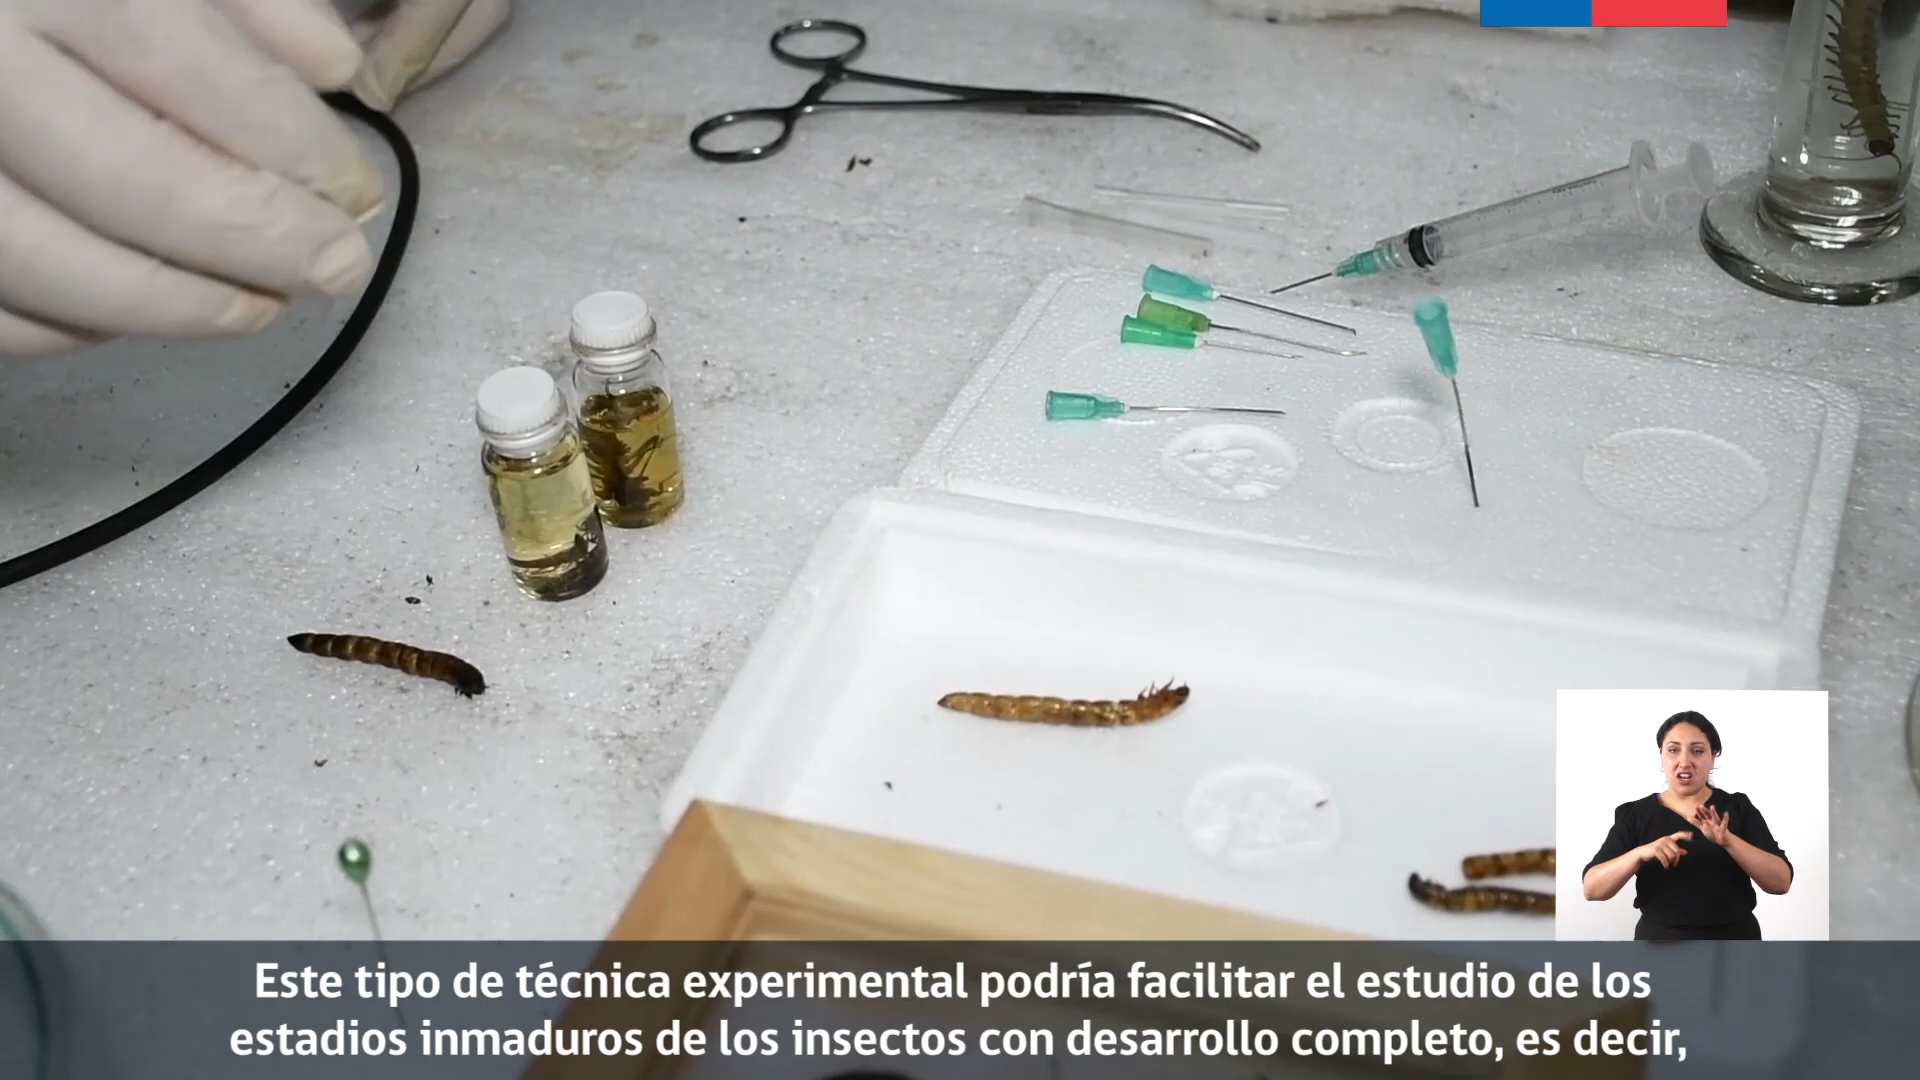 Este tipo de técnica experimental podría facilitar el estudio de los
estadios inmaduros de los insectos con desarrollo completo, es decir,